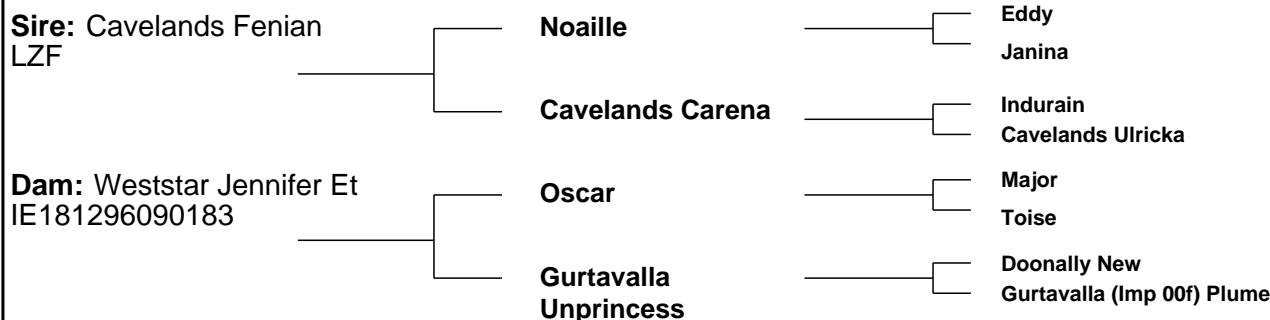 Sire: Cavelands Fenian
LZF
Noaille
Eddy
Janina
Cavelands Carena
Indurain
Cavelands Ulricka
Dam: Weststar Jennifer Et
IE181296090183
Oscar
Major
Toise
Gurtavalla
Unprincess
Doonally New
Gurtavalla (Imp 00f) Plume